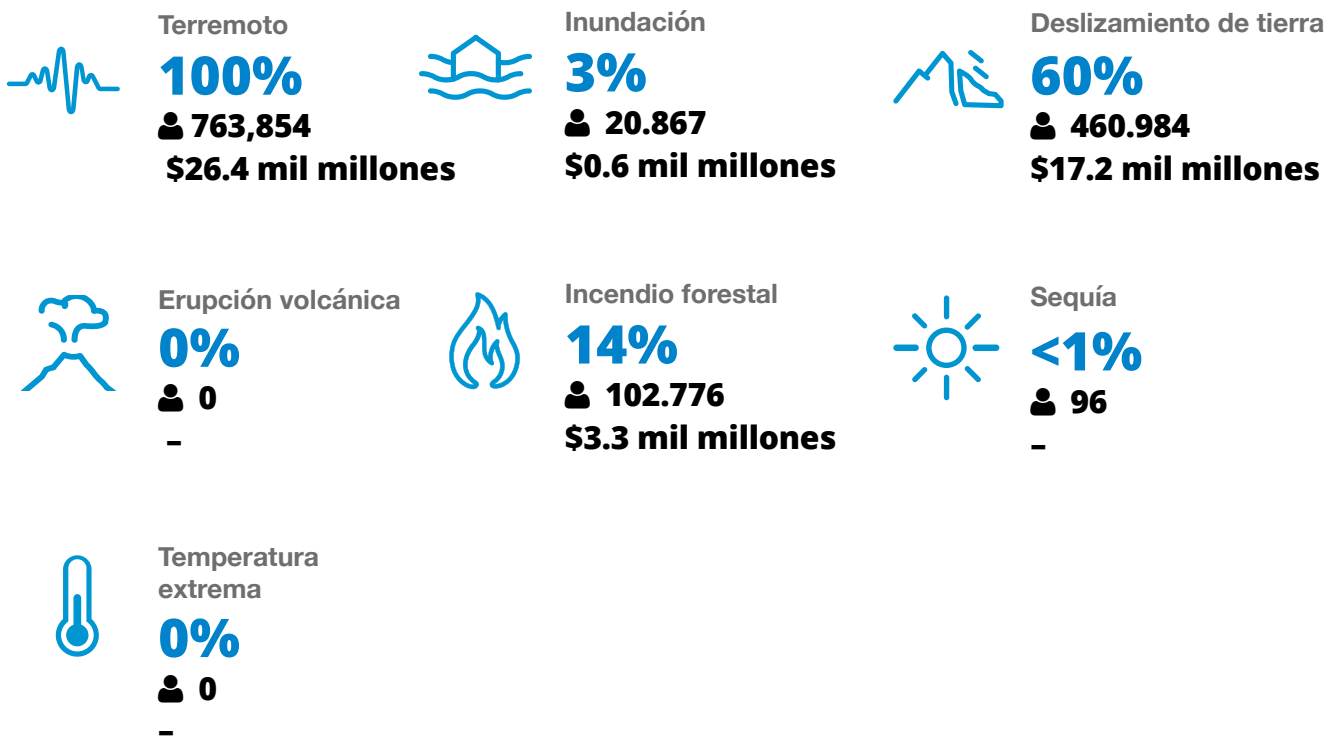 Terremoto
100%
763,854
$26.4 mil millones
Inundación
3%
20.867
$0.6 mil millones
Deslizamiento de tierra
60%
460.984
$17.2 mil millones
Erupción volcánica
0%
0
–
Incendio forestal
14%
102.776
$3.3 mil millones
Sequía
<1%
96
–
Temperatura
extrema
0%
0
–